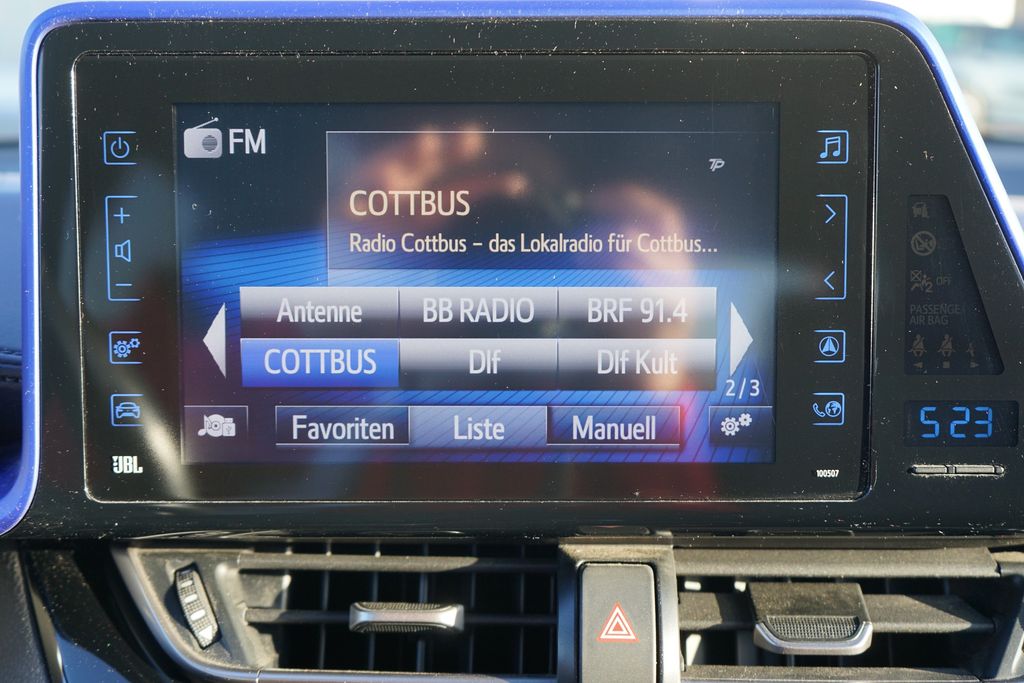 FM
TP
COTTBUS
Radio Cottbus – das Lokalradio für Cottbus...
Antenne BB RADIO BRF 91.4
COTTBUS Dlf Dlf Kult
2/3
Favoriten Liste Manuell
JBL
100507
OFF
PASSENGER
AIR BAG
5:23